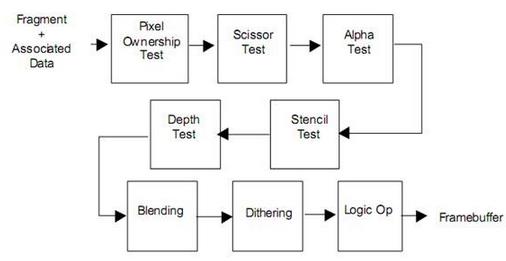 Fragment
+
Associated
Data
Pixel
Ownership
Test
Scissor
Test
Alpha
Test
Depth
Test
Stencil
Test
Blending
Dithering
Logic Op
Framebuffer